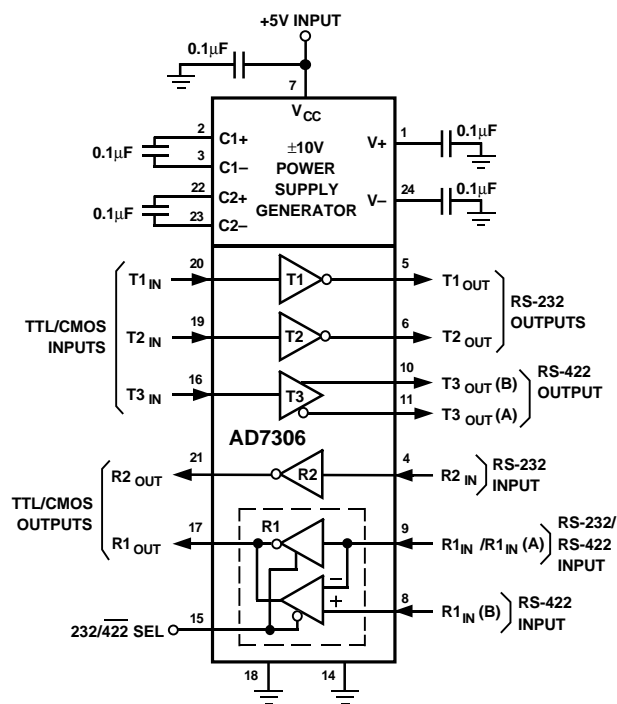 +5V INPUT
0.1μF
7
VCC
2
C1+
0.1μF
3
C1–
22
C2+
0.1μF
23
C2–
±10V
POWER
SUPPLY
GENERATOR
V+
1
0.1μF
V–
24
0.1μF
TTL/CMOS
INPUTS
T1IN
20
T1
5
T1OUT
T2IN
19
T2
6
T2OUT
RS-232
OUTPUTS
T3IN
16
T3
10
T3OUT (B)
11
T3OUT (A)
RS-422
OUTPUT
AD7306
TTL/CMOS
OUTPUTS
R2OUT
21
R2
4
R2IN
RS-232
INPUT
R1OUT
17
R1
9
R1IN /R1IN (A)
RS-232/
RS-422
INPUT
–
+
8
R1IN (B)
RS-422
INPUT
232/4̅2̅2̅ SEL
15
18
14